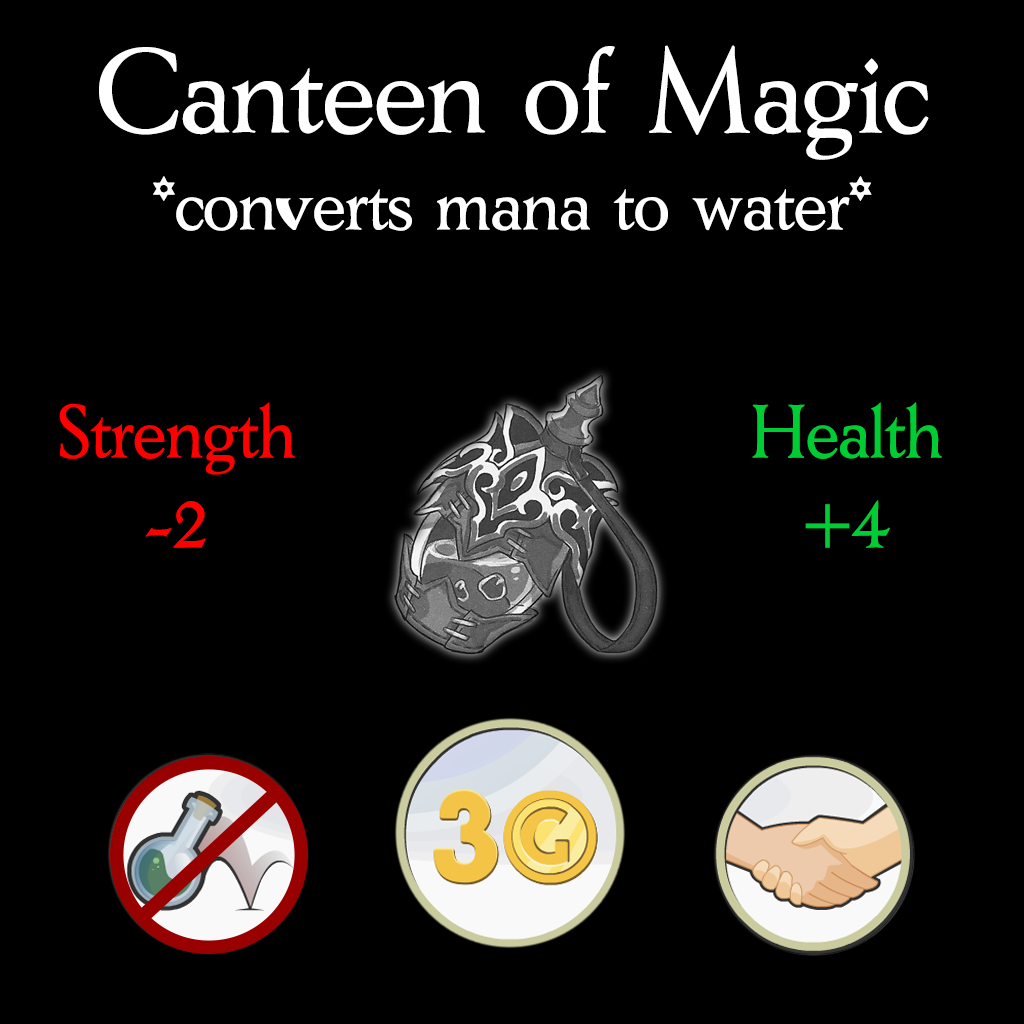 Canteen of Magic
*converts mana to water*
Strength
-2
Health
+4
3G